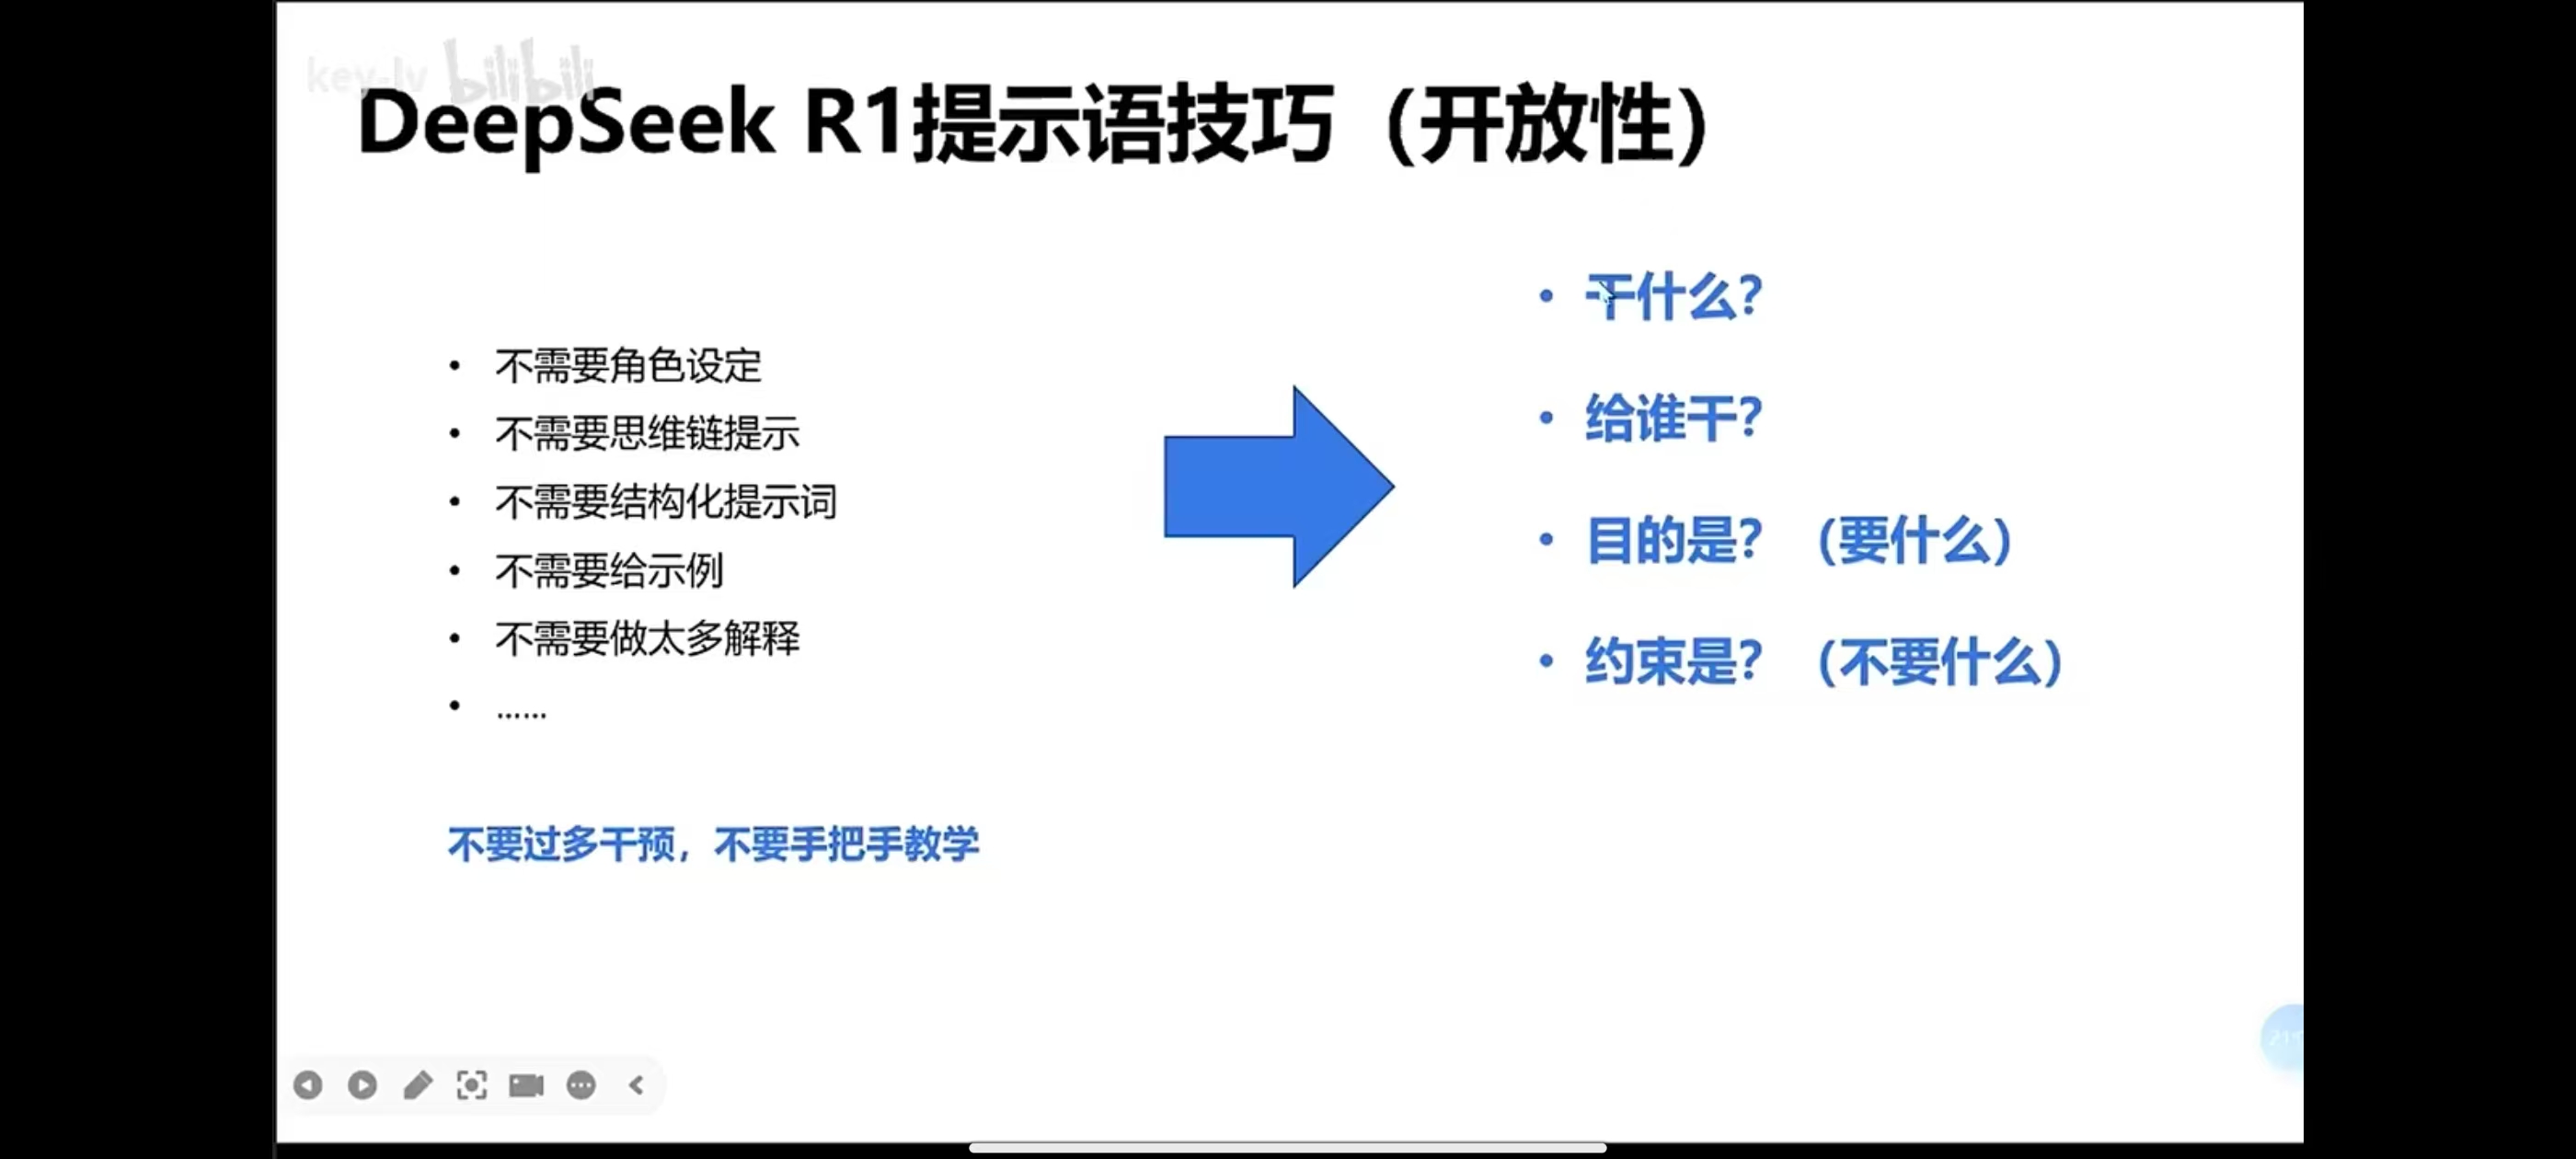 key-lv bilibili
DeepSeek R1提示语技巧（开放性）
• 不需要角色设定
• 不需要思维链提示
• 不需要结构化提示词
• 不需要给示例
• 不需要做太多解释
• ……
不要过多干预，不要手把手教学
• 干什么？
• 给谁干？
• 目的是？（要什么）
• 约束是？（不要什么）